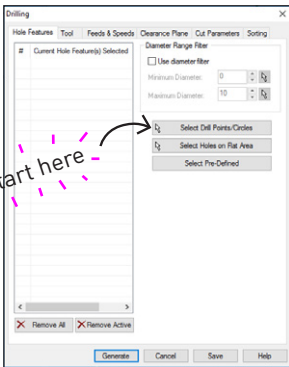 Drilling
Hole Features Tool Feeds & Speeds Clearance Plane Cut Parameters Sorting
# Current Hole Feature(s) Selected
Diameter Range Filter
Use diameter filter
Minimum Diameter: 0
Maximum Diameter: 10
Select Drill Points/Circles
Select Holes on Flat Area
Select Pre-Defined
tart here
Remove All Remove Active
Generate Cancel Save Help